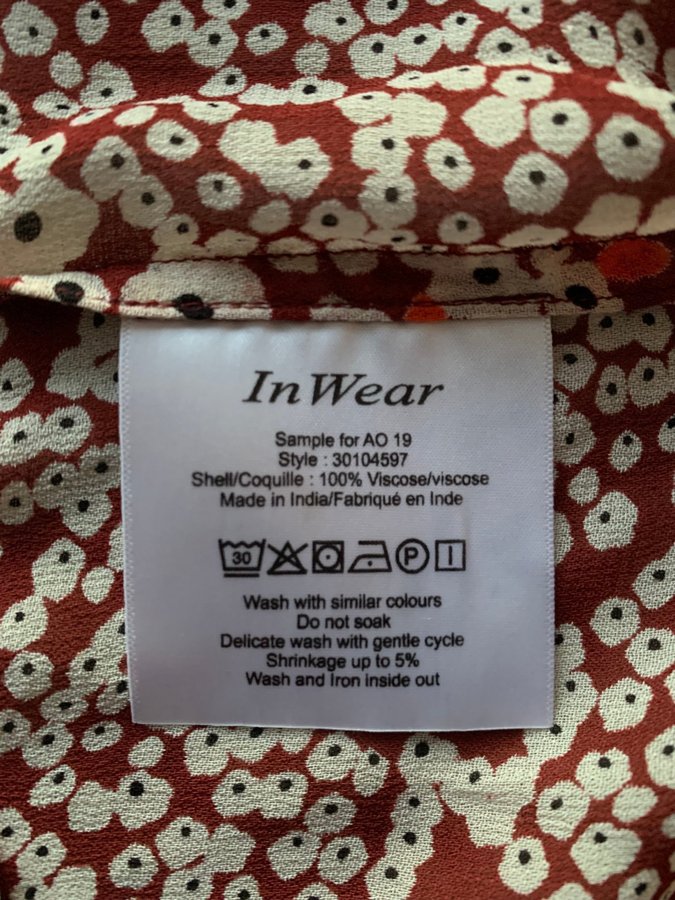 InWear
Sample for AO 19
Style : 30104597
Shell/Coquille : 100% Viscose/viscose
Made in India/Fabriqué en Inde
30 P
Wash with similar colours
Do not soak
Delicate wash with gentle cycle
Shrinkage up to 5%
Wash and Iron inside out